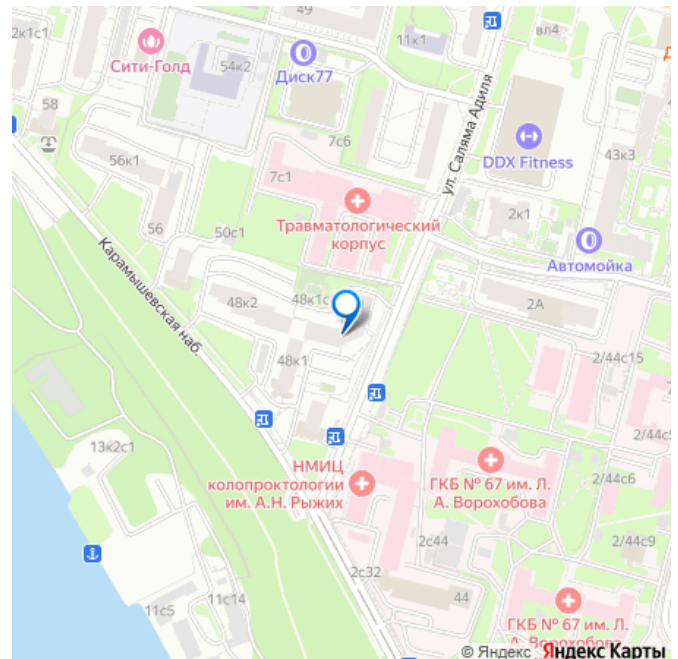 49
11к1
вл4
2к1с1
Сити-Голд
54к2
Диск77
ул. Саляма Адиля
58
7с6
DDX Fitness
43к3
56к1
7с1
Травматологический
корпус
2к1
56
50с1
Автомойка
Карамышевская наб.
48к2
48к1с
2А
48к1
2/44с15
13к2с1
НМИЦ
колопроктологии
им. А.Н. Рыжих
ГКБ № 67 им. Л.
А. Ворохобова
2/44с5
2/44с6
2с44
2/44с9
2с32
44
11с5
11с14
ГКБ № 67 им. Л.
А. Ворохобова
© Яндекс Яндекс Карты